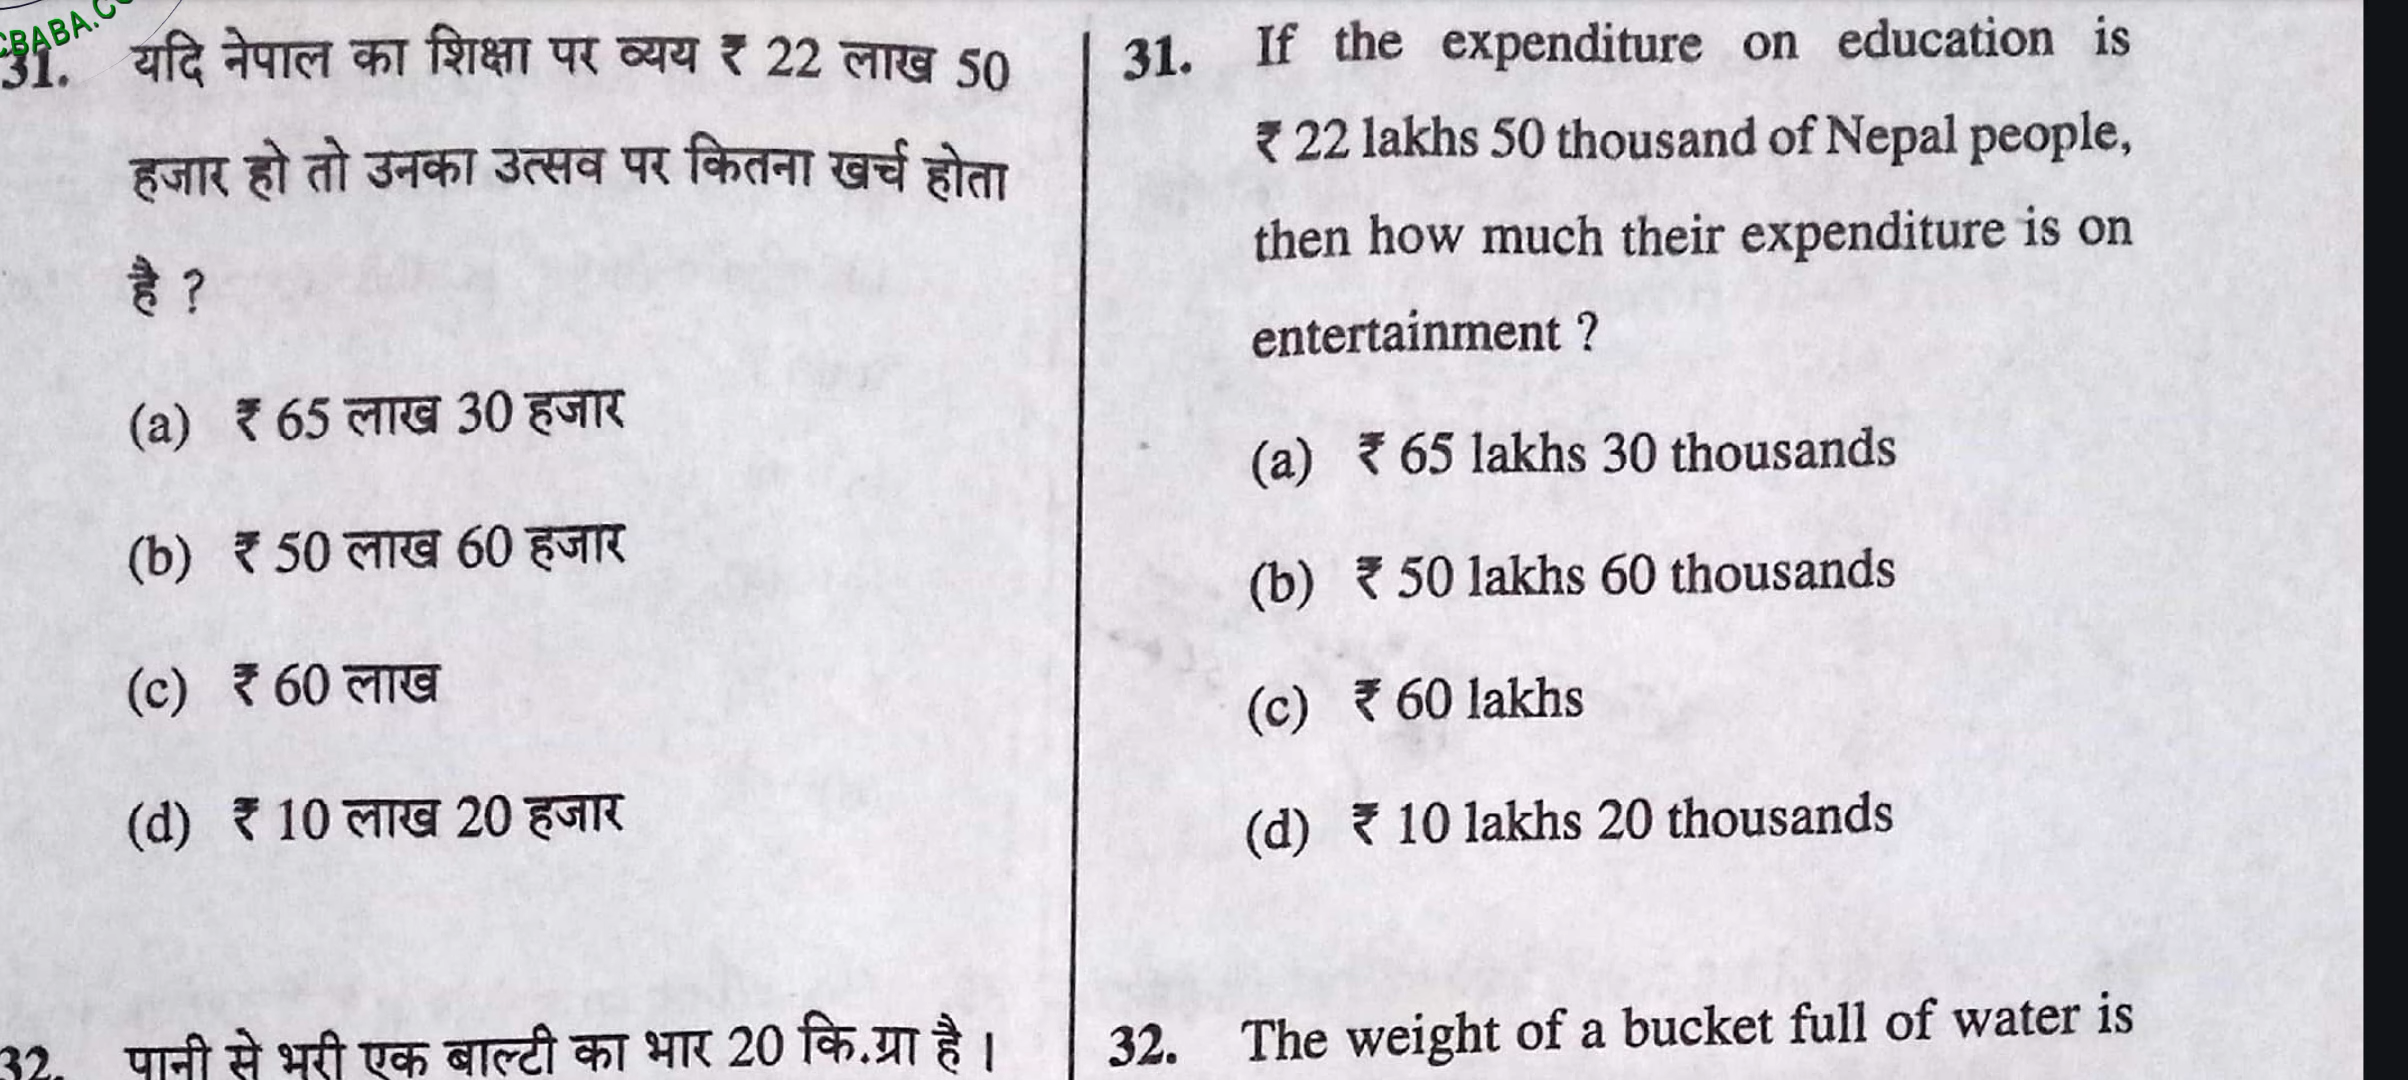 31. यदि नेपाल का शिक्षा पर व्यय ₹ 22 लाख 50
हजार हो तो उनका उत्सव पर कितना खर्च होता
है ?
(a) ₹ 65 लाख 30 हजार
(b) ₹ 50 लाख 60 हजार
(c) ₹ 60 लाख
(d) ₹ 10 लाख 20 हजार
32. पानी से भरी एक बाल्टी का भार 20 कि.ग्रा है ।
31. If the expenditure on education is
₹ 22 lakhs 50 thousand of Nepal people,
then how much their expenditure is on
entertainment ?
(a) ₹ 65 lakhs 30 thousands
(b) ₹ 50 lakhs 60 thousands
(c) ₹ 60 lakhs
(d) ₹ 10 lakhs 20 thousands
32. The weight of a bucket full of water is